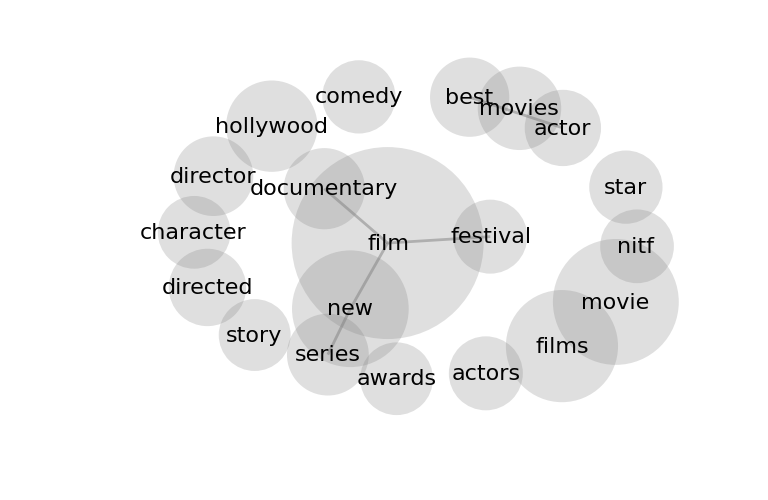 comedy
best
movies
hollywood
actor
director
documentary
star
character
film
festival
nitf
directed
new
movie
story
series
films
awards
actors